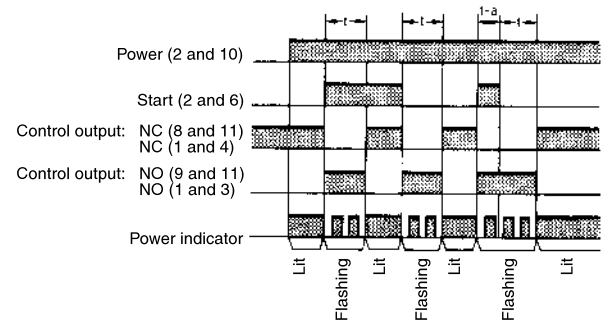 t
t
1-a
t
Power (2 and 10)
Start (2 and 6)
Control output: NC (8 and 11)
NC (1 and 4)
Control output: NO (9 and 11)
NO (1 and 3)
Power indicator
Lit
Flashing
Lit
Flashing
Lit
Flashing
Lit